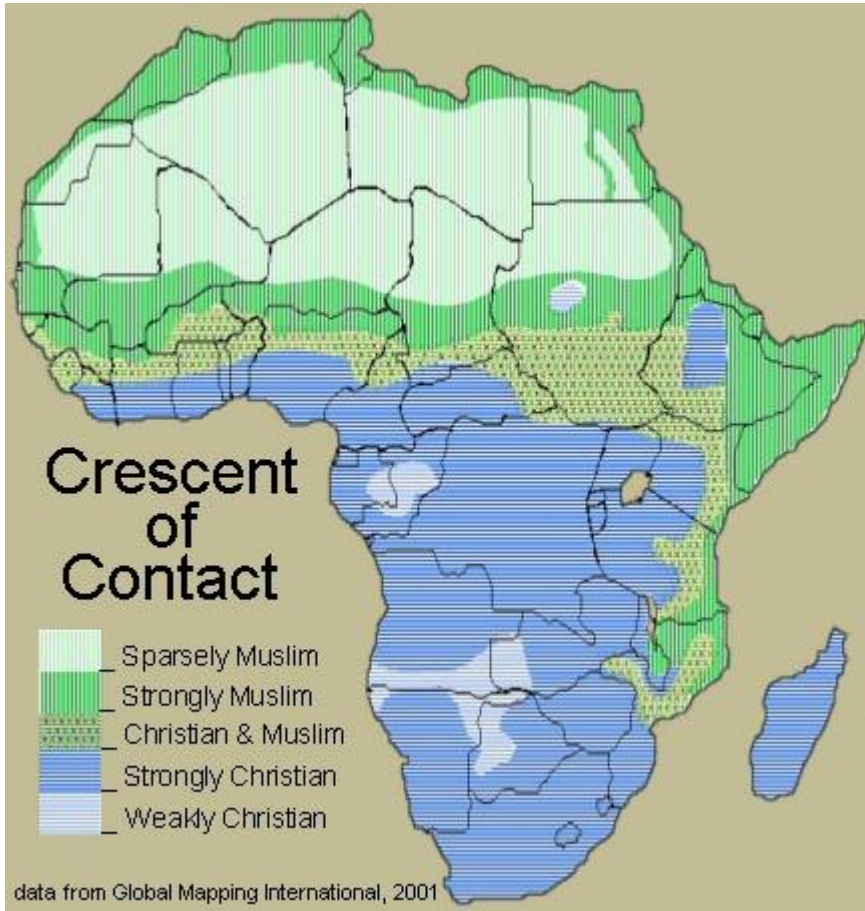 Crescent
of
Contact
_ Sparsely Muslim
_ Strongly Muslim
_ Christian & Muslim
_ Strongly Christian
_ Weakly Christian
data from Global Mapping International, 2001